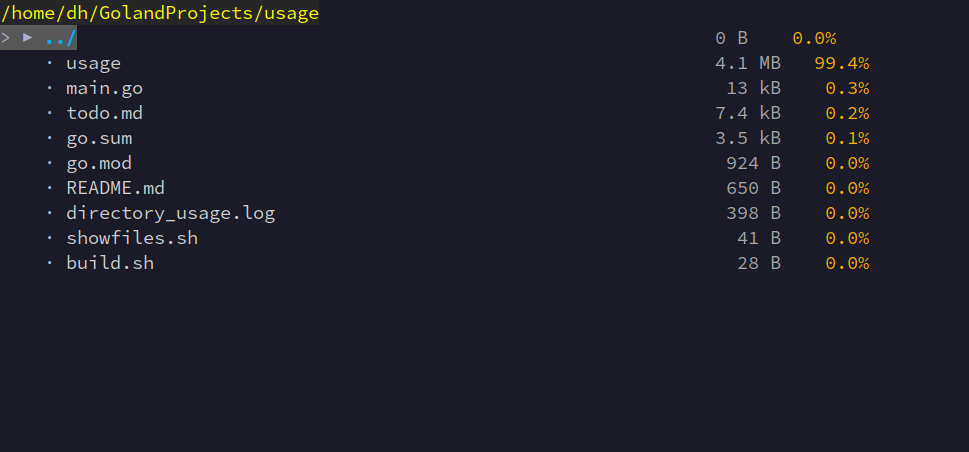 /home/dh/GolandProjects/usage
> ▸ ../ 0 B 0.0%
· usage 4.1 MB 99.4%
· main.go 13 kB 0.3%
· todo.md 7.4 kB 0.2%
· go.sum 3.5 kB 0.1%
· go.mod 924 B 0.0%
· README.md 650 B 0.0%
· directory_usage.log 398 B 0.0%
· showfiles.sh 41 B 0.0%
· build.sh 28 B 0.0%